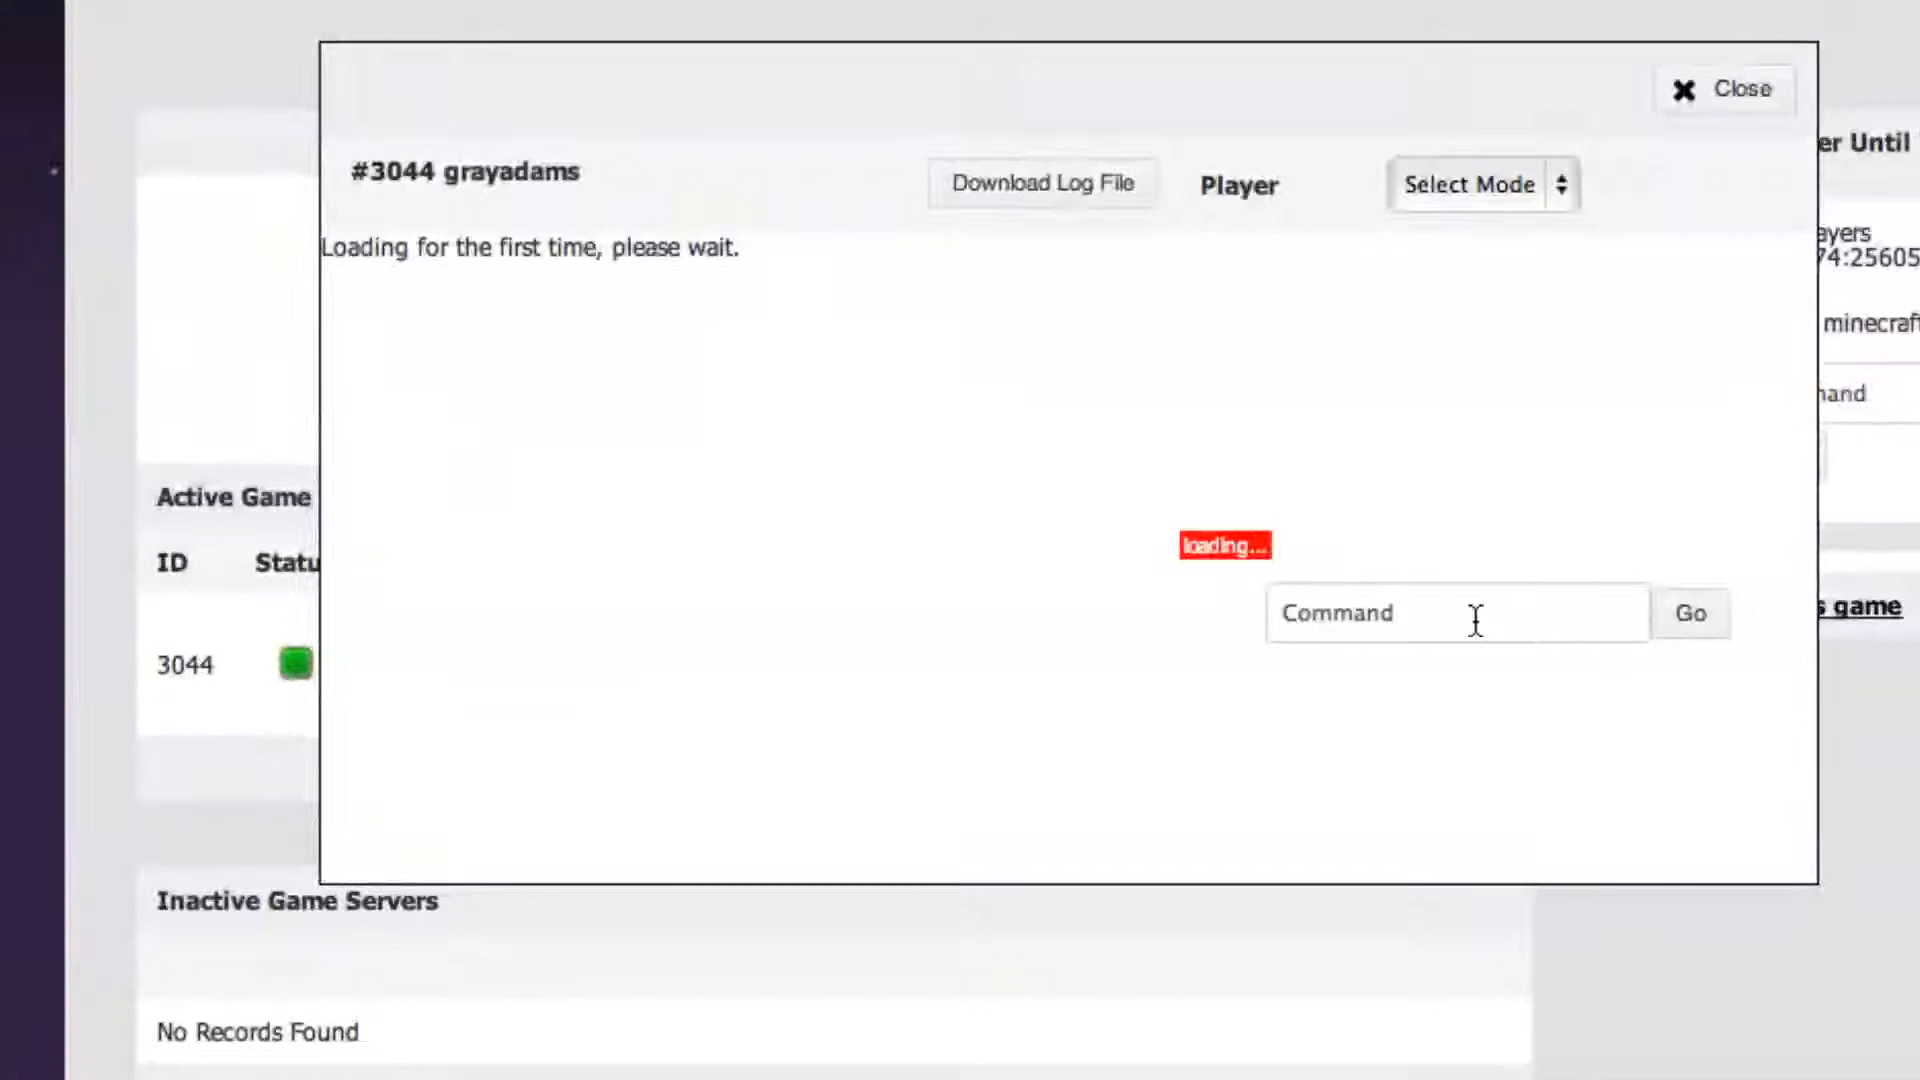 Close
#3044 grayadams
Download Log File
Player
Select Mode
Loading for the first time, please wait.
er Until
ayers
74:25605
minecraft
Active Game
ID
Statu
loading...
Command
Go
s game
3044
Inactive Game Servers
No Records Found